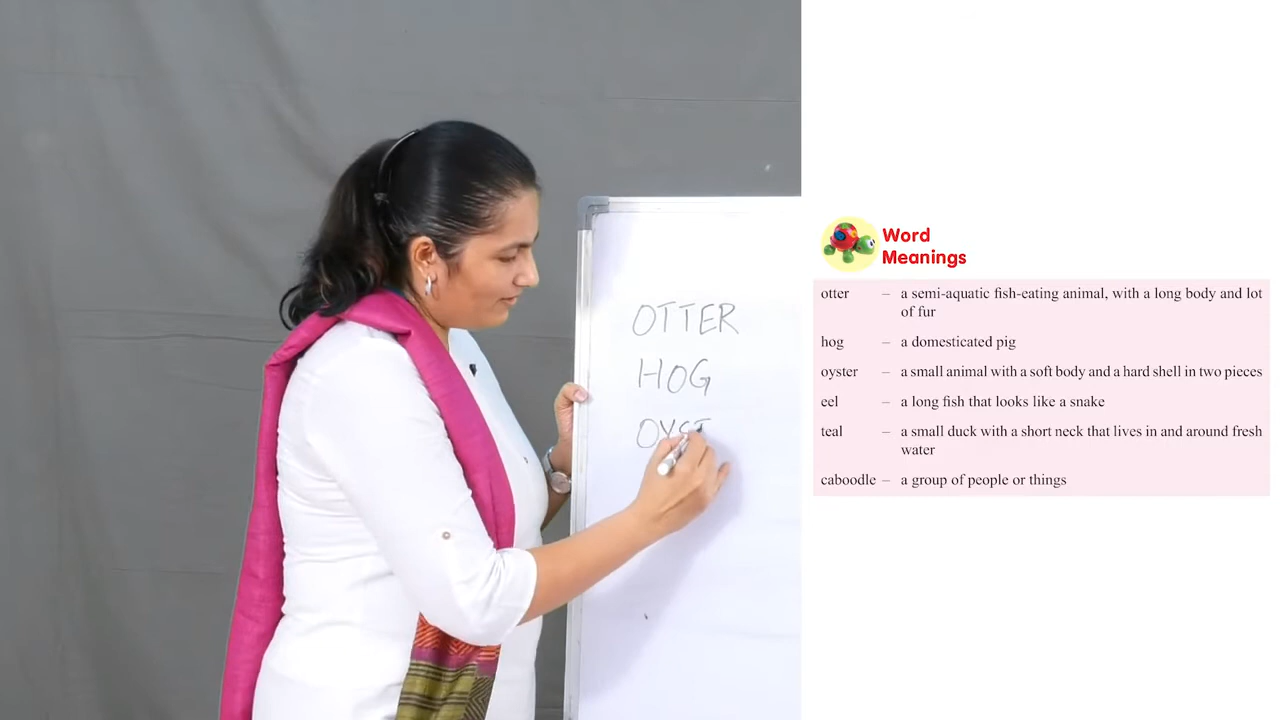 OTTER
HOG
OYST
Word
Meanings
otter – a semi-aquatic fish-eating animal, with a long body and lot
of fur
hog – a domesticated pig
oyster – a small animal with a soft body and a hard shell in two pieces
eel – a long fish that looks like a snake
teal – a small duck with a short neck that lives in and around fresh
water
caboodle – a group of people or things